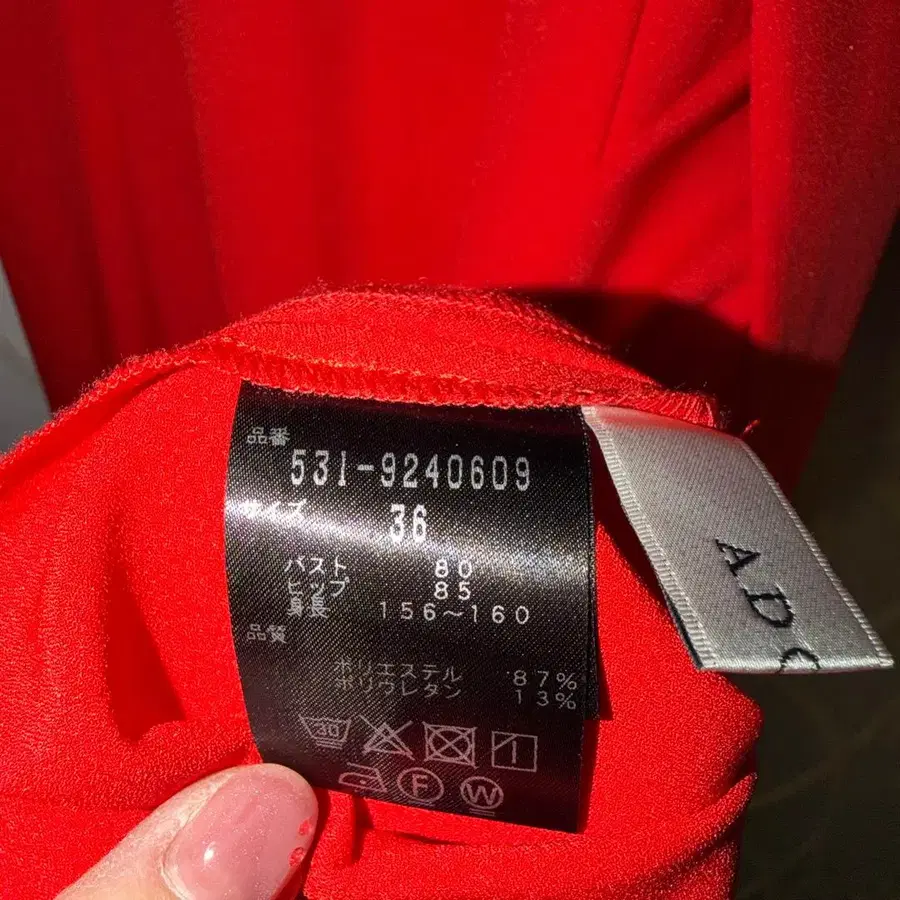 品番
531-9240609
サイズ 36
バスト 80
ヒップ 85
身長 156～160
品質
ポリエステル 87%
ポリウレタン 13%
30
F W
A D